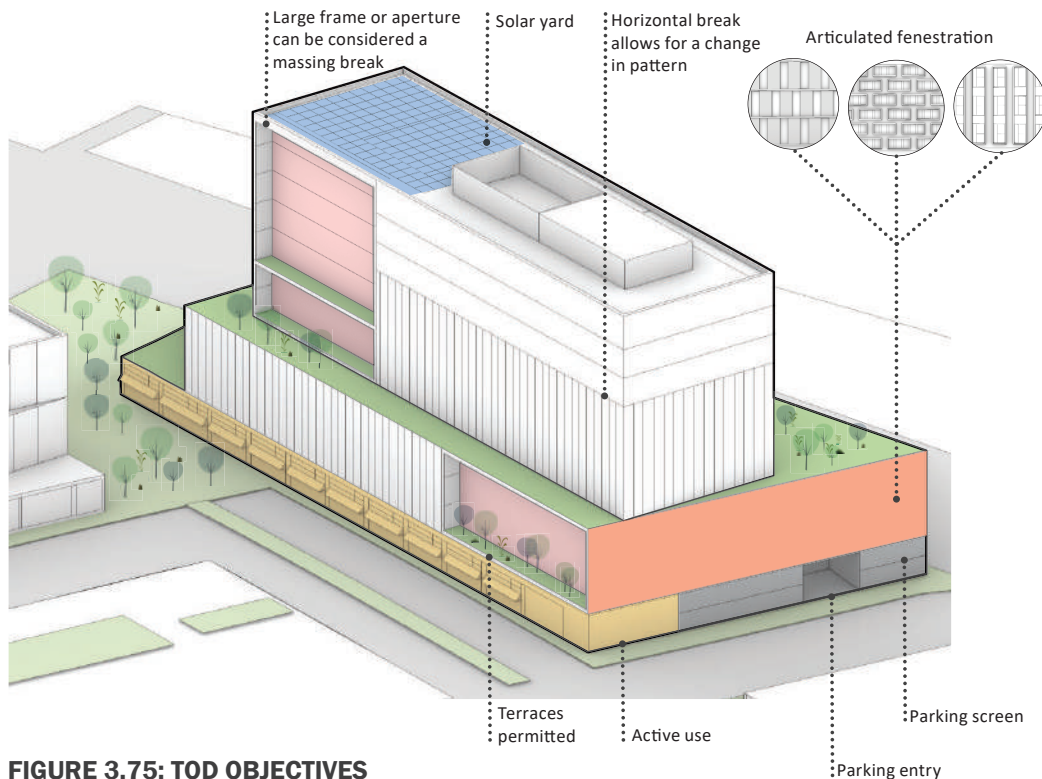 Large frame or aperture
can be considered a
massing break
Solar yard
Horizontal break
allows for a change
in pattern
Articulated fenestration
Terraces
permitted
Active use
Parking screen
Parking entry
FIGURE 3.75: TOD OBJECTIVES